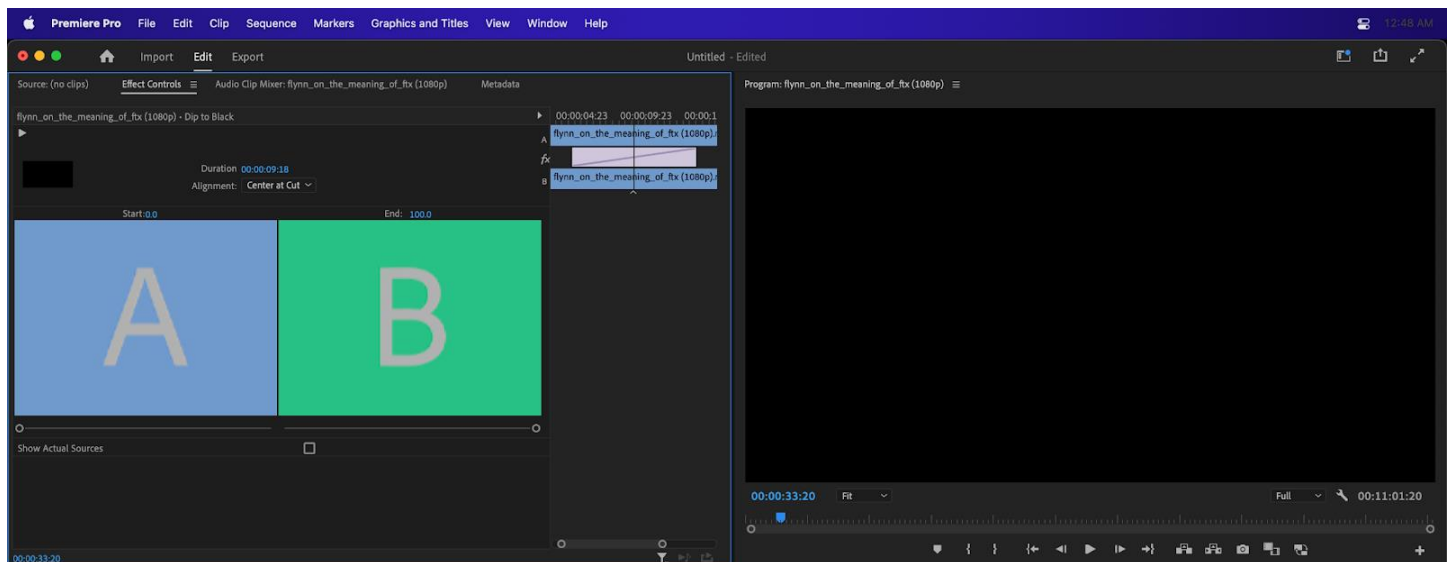 Premiere Pro File Edit Clip Sequence Markers Graphics and Titles View Window Help 12:48 AM
Import Edit Export Untitled - Edited
Source: (no clips) Effect Controls Audio Clip Mixer: flynn_on_the_meaning_of_ftx (1080p) Metadata
flynn_on_the_meaning_of_ftx (1080p) • Dip to Black
00:00:04:23 00:00:09:23 00:00:1
A flynn_on_the_meaning_of_ftx (1080p).
fx
B flynn_on_the_meaning_of_ftx (1080p).
Duration 00:00:09:18
Alignment: Center at Cut
Start: 0.0 End: 100.0
A B
Show Actual Sources
00:00:33:20
Program: flynn_on_the_meaning_of_ftx (1080p)
00:00:33:20 Fit Full 00:11:01:20